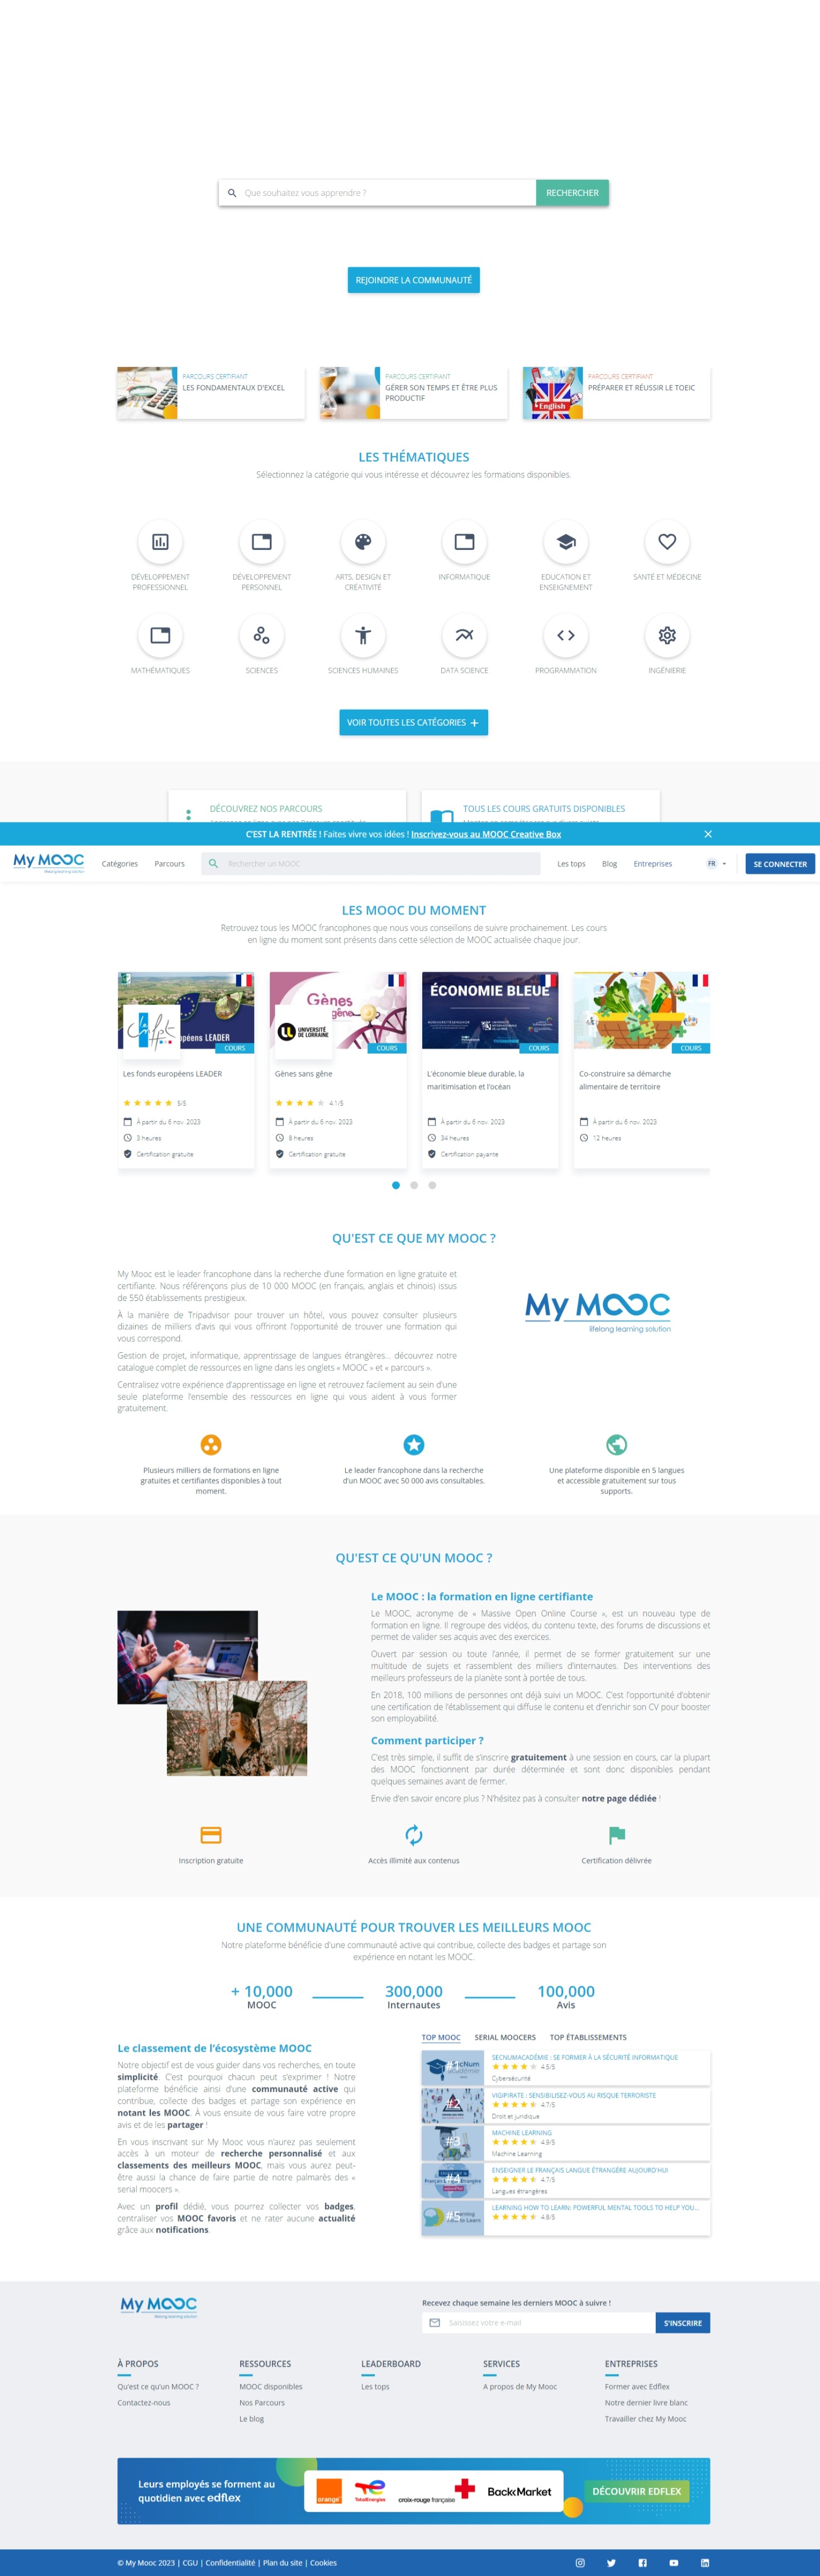 Que souhaitez vous apprendre ?
RECHERCHER
REJOINDRE LA COMMUNAUTÉ
PARCOURS CERTIFIANT
LES FONDAMENTAUX D'EXCEL
PARCOURS CERTIFIANT
GÉRER SON TEMPS ET ÊTRE PLUS
PRODUCTIF
English
PARCOURS CERTIFIANT
PRÉPARER ET RÉUSSIR LE TOEIC
LES THÉMATIQUES
Sélectionnez la catégorie qui vous intéresse et découvrez les formations disponibles.
DÉVELOPPEMENT
PROFESSIONNEL
DÉVELOPPEMENT
PERSONNEL
ARTS, DESIGN ET
CRÉATIVITÉ
INFORMATIQUE
EDUCATION ET
ENSEIGNEMENT
SANTÉ ET MÉDECINE
MATHÉMATIQUES
SCIENCES
SCIENCES HUMAINES
DATA SCIENCE
PROGRAMMATION
INGÉNIERIE
VOIR TOUTES LES CATÉGORIES
DÉCOUVREZ NOS PARCOURS
TOUS LES COURS GRATUITS DISPONIBLES
C'EST LA RENTRÉE ! Faites vivre vos idées ! Inscrivez-vous au MOOC Creative Box
My MOOC
Catégories
Parcours
Rechercher un MOOC
Les tops
Blog
Entreprises
FR
SE CONNECTER
LES MOOC DU MOMENT
Retrouvez tous les MOOC francophones que nous vous conseillons de suivre prochainement. Les cours
en ligne du moment sont présents dans cette sélection de MOOC actualisée chaque jour.
péens LEADER
COURS
Les fonds européens LEADER
5/5
À partir du 6 nov. 2023
3 heures
Certification gratuite
Gènes
gêne
UNIVERSITÉ
DE LORRAINE
COURS
Gènes sans gêne
4.1/5
À partir du 6 nov. 2023
8 heures
Certification gratuite
ÉCONOMIE BLEUE
COURS
L'économie bleue durable, la
maritimisation et l'océan
À partir du 6 nov. 2023
34 heures
Certification payante
COURS
Co-construire sa démarche
alimentaire de territoire
À partir du 6 nov. 2023
12 heures
QU'EST CE QUE MY MOOC ?
My Mooc est le leader francophone dans la recherche d'une formation en ligne gratuite et
certifiante. Nous référençons plus de 10 000 MOOC (en français, anglais et chinois) issus
de 550 établissements prestigieux.
À la manière de Tripadvisor pour trouver un hôtel, vous pouvez consulter plusieurs
dizaines de milliers d'avis qui vous offriront l'opportunité de trouver une formation qui
vous correspond.
Gestion de projet, informatique, apprentissage de langues étrangères... découvrez notre
catalogue complet de ressources en ligne dans les onglets « MOOC » et « parcours ».
Centralisez votre expérience d'apprentissage en ligne et retrouvez facilement au sein d'une
seule plateforme l'ensemble des ressources en ligne qui vous aident à vous former
gratuitement.
My MOOC
lifelong learning solution
Plusieurs milliers de formations en ligne
gratuites et certifiantes disponibles à tout
moment.
Le leader francophone dans la recherche
d'un MOOC avec 50 000 avis consultables.
Une plateforme disponible en 5 langues
et accessible gratuitement sur tous
supports.
QU'EST CE QU'UN MOOC ?
Le MOOC : la formation en ligne certifiante
Le MOOC, acronyme de « Massive Open Online Course », est un nouveau type de
formation en ligne. Il regroupe des vidéos, du contenu texte, des forums de discussions et
permet de valider ses acquis avec des exercices.
Ouvert par session ou toute l'année, il permet de se former gratuitement sur une
multitude de sujets et rassemblent des milliers d'internautes. Des interventions des
meilleurs professeurs de la planète sont à portée de tous.
En 2018, 100 millions de personnes ont déjà suivi un MOOC. C'est l'opportunité d'obtenir
une certification de l'établissement qui diffuse le contenu et d'enrichir son CV pour booster
son employabilité.
Comment participer ?
C'est très simple, il suffit de s'inscrire gratuitement à une session en cours, car la plupart
des MOOC fonctionnent par durée déterminée et sont donc disponibles pendant
quelques semaines avant de fermer.
Envie d'en savoir encore plus ? N'hésitez pas à consulter notre page dédiée !
Inscription gratuite
Accès illimité aux contenus
Certification délivrée
UNE COMMUNAUTÉ POUR TROUVER LES MEILLEURS MOOC
Notre plateforme bénéficie d'une communauté active qui contribue, collecte des badges et partage son
expérience en notant les MOOC.
+ 10,000
MOOC
300,000
Internautes
100,000
Avis
Le classement de l'écosystème MOOC
Notre objectif est de vous guider dans vos recherches, en toute
simplicité. C'est pourquoi chacun peut s'exprimer ! Notre
plateforme bénéficie ainsi d'une communauté active qui
contribue, collecte des badges et partage son expérience en
notant les MOOC. À vous ensuite de vous faire votre propre
avis et de les partager !
En vous inscrivant sur My Mooc vous n'aurez pas seulement
accès à un moteur de recherche personnalisé et aux
classements des meilleurs MOOC, mais vous aurez peut-
être aussi la chance de faire partie de notre palmarès des «
serial moocers ».
Avec un profil dédié, vous pourrez collecter vos badges,
centraliser vos MOOC favoris et ne rater aucune actualité
grâce aux notifications.
TOP MOOC
SERIAL MOOCERS
TOP ÉTABLISSEMENTS
#1
SECNUMACADÉMIE : SE FORMER À LA SÉCURITÉ INFORMATIQUE
4.5/5
Cybersécurité
#2
VIGIPIRATE : SENSIBILISEZ-VOUS AU RISQUE TERRORISTE
4.7/5
Droit et juridique
#3
MACHINE LEARNING
4.9/5
Machine Learning
#4
ENSEIGNER LE FRANÇAIS LANGUE ÉTRANGÈRE AUJOURD'HUI
4.7/5
Langues étrangères
#5
LEARNING HOW TO LEARN: POWERFUL MENTAL TOOLS TO HELP YOU...
4.8/5
My MOOC
lifelong learning solution
Recevez chaque semaine les derniers MOOC à suivre !
Saisissez votre e-mail
S'INSCRIRE
À PROPOS
Qu'est ce qu'un MOOC ?
Contactez-nous
RESSOURCES
MOOC disponibles
Nos Parcours
Le blog
LEADERBOARD
Les tops
SERVICES
A propos de My Mooc
ENTREPRISES
Former avec Edflex
Notre dernier livre blanc
Travailler chez My Mooc
Leurs employés se forment au
quotidien avec edflex
orange
TotalEnergies
croix-rouge française
BackMarket
DÉCOUVRIR EDFLEX
© My Mooc 2023 | CGU | Confidentialité | Plan du site | Cookies